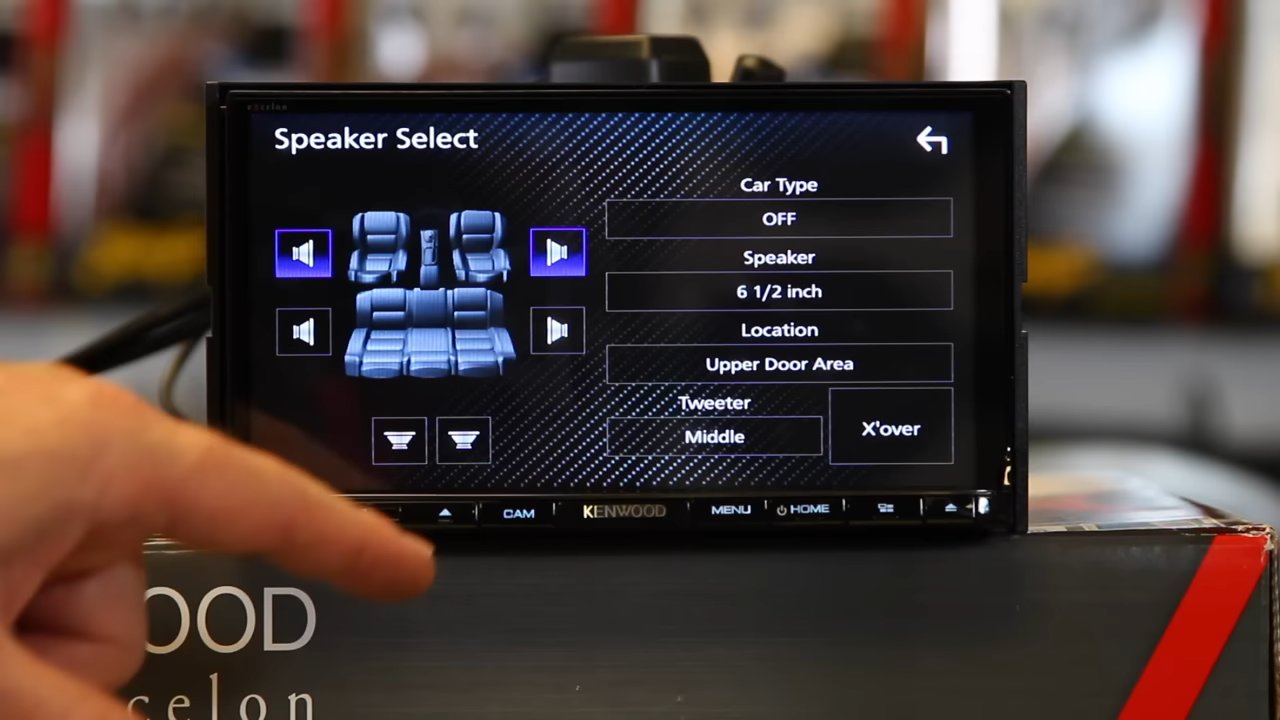 excelon
Speaker Select
Car Type
OFF
Speaker
6 1/2 inch
Location
Upper Door Area
Tweeter
Middle
X'over
CAM
KENWOOD
MENU
HOME
OOD
celon